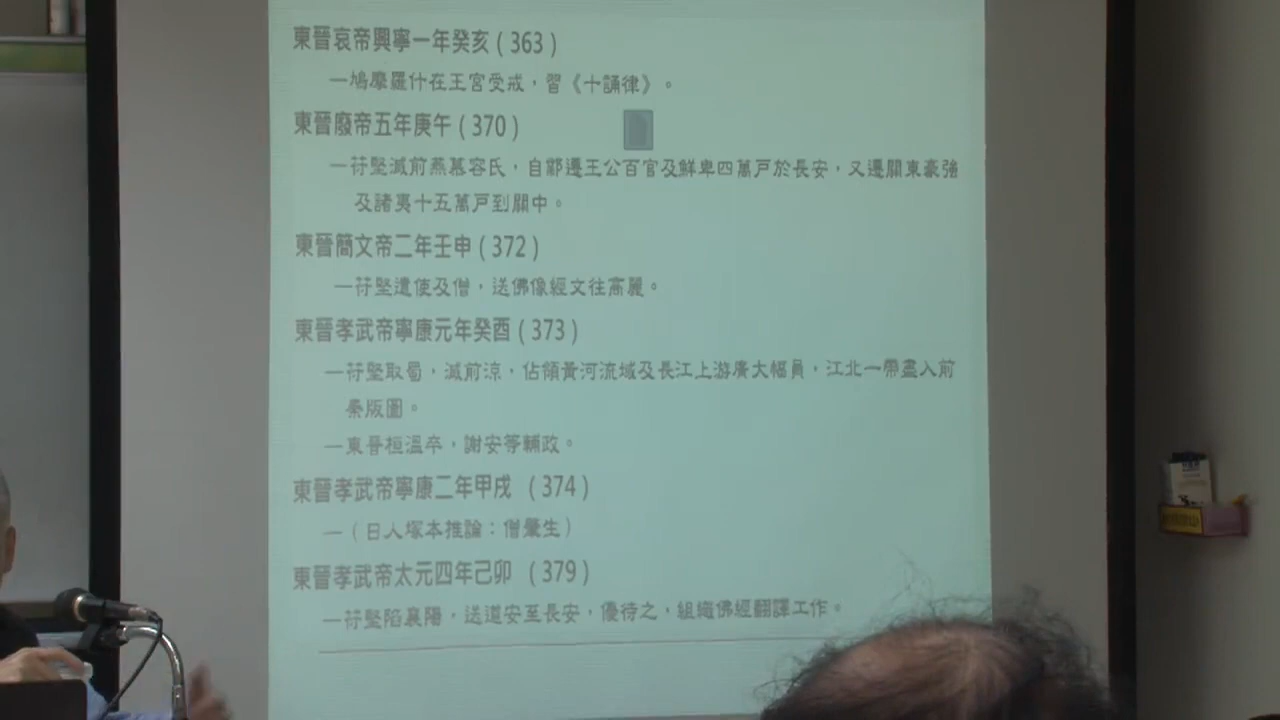 東晉哀帝興寧一年癸亥(363)
—鳩摩羅什在王宮受戒，習《十誦律》。
東晉廢帝五年庚午(370)
—苻堅滅前燕慕容氏，自鄴遷王公百官及鮮卑四萬戶於長安，又遷關東豪強
及諸夷十五萬戶到關中。
東晉簡文帝二年壬申(372)
—苻堅遣使及僧，送佛像經文往高麗。
東晉孝武帝寧康元年癸酉(373)
—苻堅取蜀，滅前涼，佔領黃河流域及長江上游廣大幅員，江北一帶盡入前
秦版圖。
—東晉桓溫卒，謝安等輔政。
東晉孝武帝寧康二年甲戌 (374)
—(日人塚本推論：僧肇生)
東晉孝武帝太元四年己卯 (379)
—苻堅陷襄陽，送道安至長安，優待之，組織佛經翻譯工作。